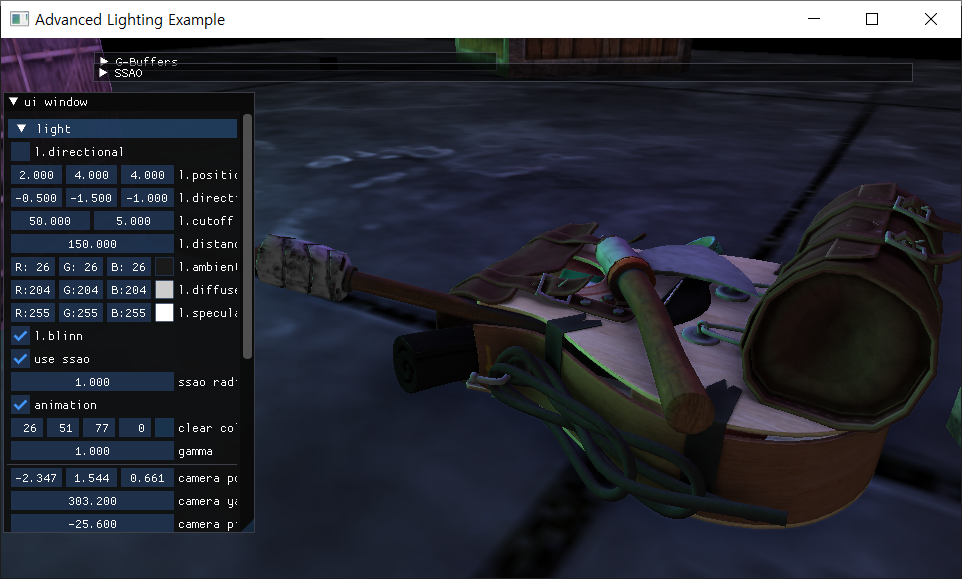 Advanced Lighting Example
G-Buffers
SSAO
ui window
light
l.directional
2.000 4.000 4.000 l.positic
-0.500 -1.500 -1.000 l.directi
50.000 5.000 l.cutoff
150.000 l.distanc
R: 26 G: 26 B: 26 l.ambient
R:204 G:204 B:204 l.diffuse
R:255 G:255 B:255 l.specula
l.blinn
use ssao
1.000 ssao radi
animation
26 51 77 0 clear co
1.000 gamma
-2.347 1.544 0.661 camera po
303.200 camera ya
-25.600 camera pi